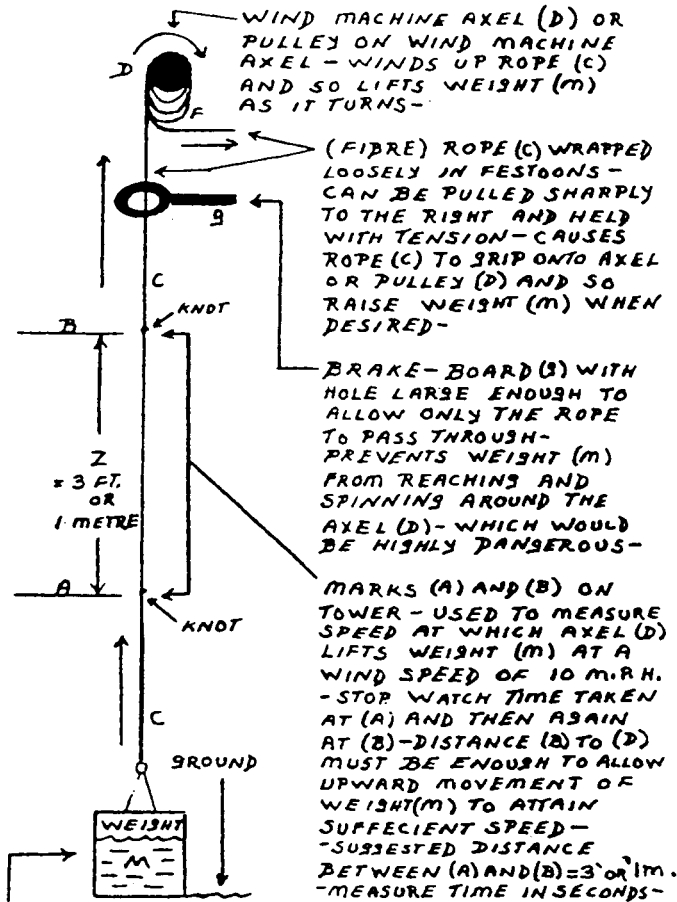 WIND MACHINE AXEL (D) OR
PULLEY ON WIND MACHINE
AXEL - WINDS UP ROPE (C)
AND SO LIFTS WEIGHT (M)
AS IT TURNS -
D
F
(FIBRE) ROPE (C) WRAPPED
LOOSELY IN FESTOONS -
CAN BE PULLED SHARPLY
TO THE RIGHT AND HELD
WITH TENSION - CAUSES
ROPE (C) TO GRIP ONTO AXEL
OR PULLEY (D) AND SO
RAISE WEIGHT (M) WHEN
DESIRED -
g
C
KNOT
B
BRAKE - BOARD (g) WITH
HOLE LARGE ENOUGH TO
ALLOW ONLY THE ROPE
TO PASS THROUGH -
PREVENTS WEIGHT (M)
FROM REACHING AND
SPINNING AROUND THE
AXEL (D) - WHICH WOULD
BE HIGHLY DANGEROUS -
Z
= 3 FT.
OR
1 METRE
A
KNOT
MARKS (A) AND (B) ON
TOWER - USED TO MEASURE
SPEED AT WHICH AXEL (D)
LIFTS WEIGHT (M) AT A
WIND SPEED OF 10 M.P.H.
- STOP WATCH TIME TAKEN
AT (A) AND THEN AGAIN
AT (B) - DISTANCE (B) TO (D)
MUST BE ENOUGH TO ALLOW
UPWARD MOVEMENT OF
WEIGHT (M) TO ATTAIN
SUFFECIENT SPEED -
- SUGGESTED DISTANCE
BETWEEN (A) AND (B) = 3' OR 1M.
- MEASURE TIME IN SECONDS -
C
GROUND
WEIGHT
M